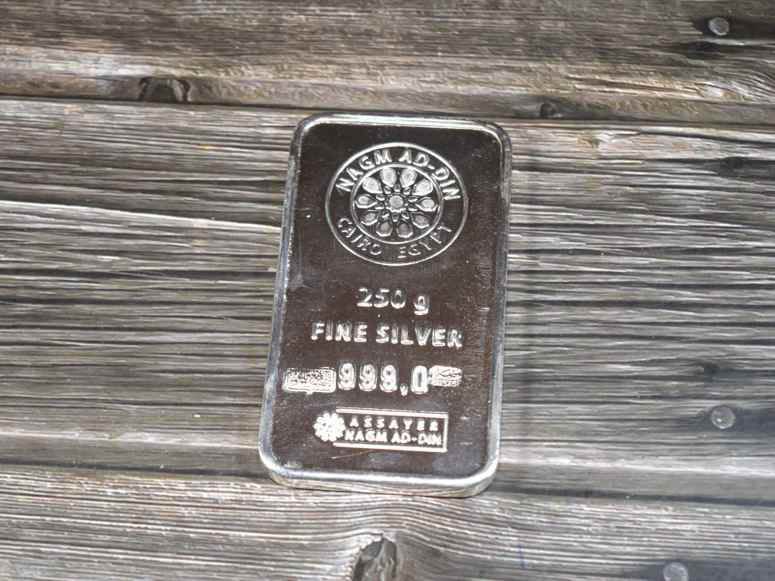 NAGM AD-DIN
CAIRO EGYPT
250 g
FINE SILVER
999,0
ASSAYER
NAGM AD-DIN